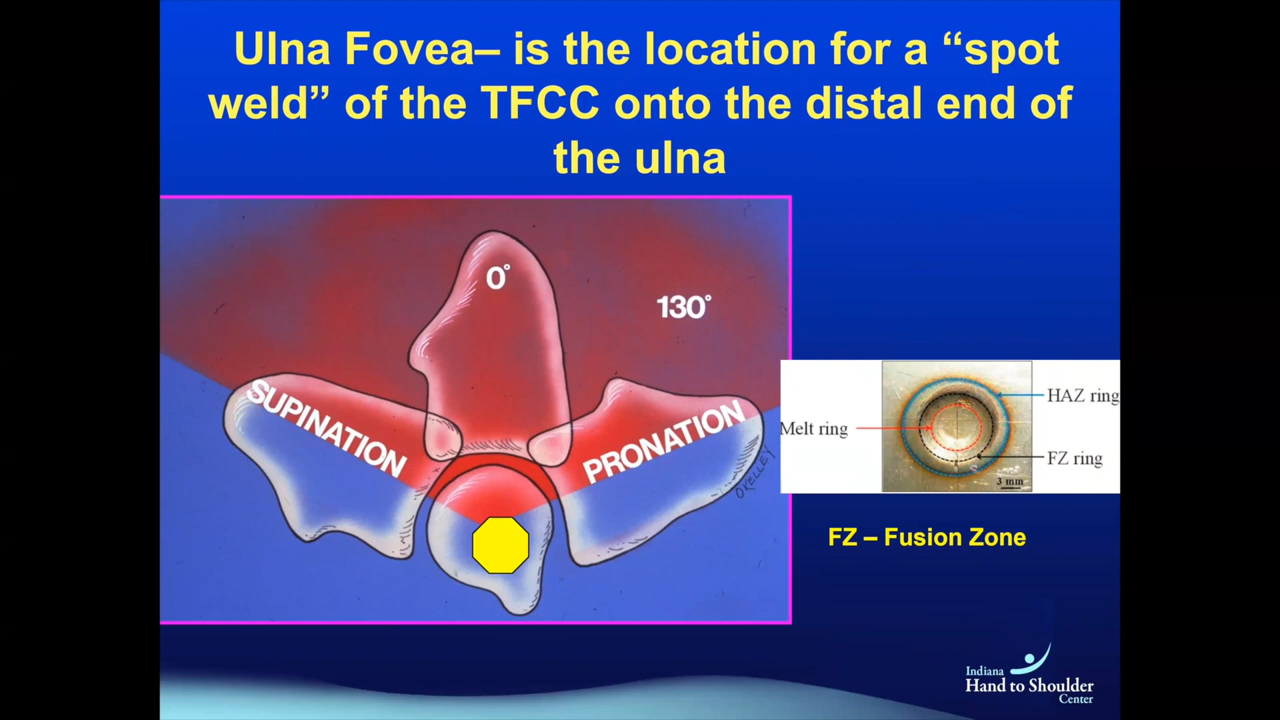 Ulna Fovea– is the location for a “spot
weld” of the TFCC onto the distal end of
the ulna
0°
130°
SUPINATION
PRONATION
OKELLEY
HAZ ring
Melt ring
FZ ring
3 mm
FZ – Fusion Zone
Indiana
Hand to Shoulder
Center